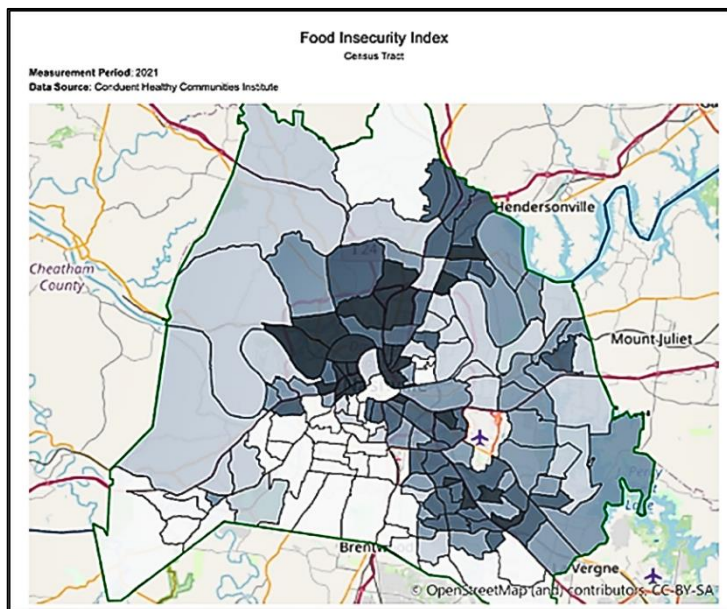 Food Insecurity Index
Census Tract
Measurement Period: 2021
Data Source: Conduent Healthy Communities Institute
Hendersonville
Cheatham
County
Mount Juliet
Vergne
© OpenStreetMap (and) contributors, CC-BY-SA